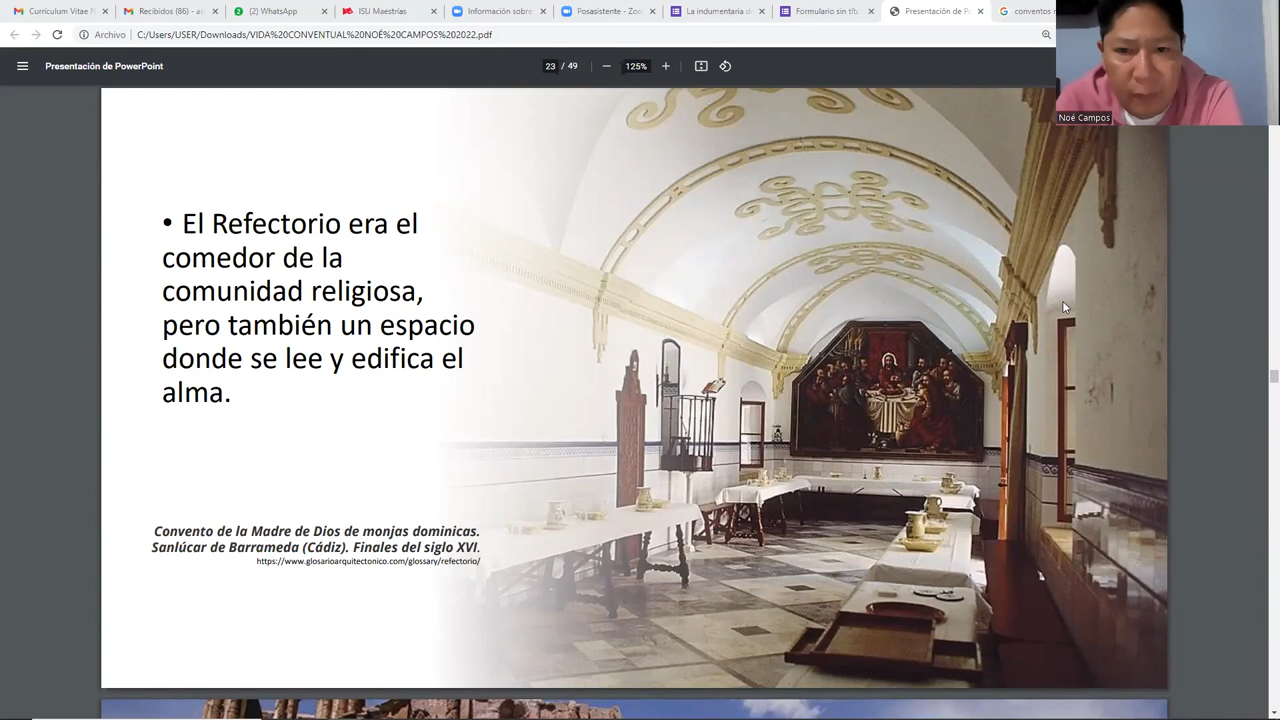 Currículum Vitae
Recibidos (86) - an
(2) WhatsApp
ISU Maestrías
Información sobre
Posasistente - Zoo
La indumentaria d
Formulario sin títu
Presentación de P
conventos
Archivo
C:/Users/USER/Downloads/VIDA%20CONVENTUAL%20NOÉ%20CAMPOS%202022.pdf
Presentación de PowerPoint
23 / 49
125%
Noé Campos
• El Refectorio era el
comedor de la
comunidad religiosa,
pero también un espacio
donde se lee y edifica el
alma.
Convento de la Madre de Dios de monjas dominicas.
Sanlúcar de Barrameda (Cádiz). Finales del siglo XVI.
https://www.glosarioarquitectonico.com/glossary/refectorio/